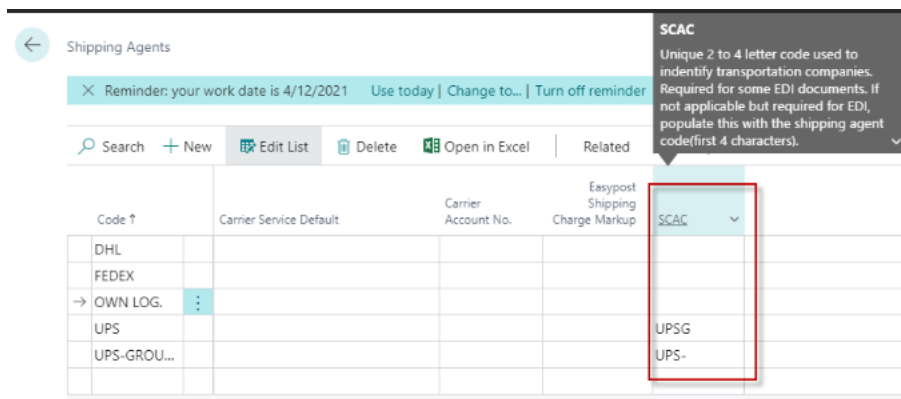 SCAC
Unique 2 to 4 letter code used to
indentify transportation companies.
Required for some EDI documents. If
not applicable but required for EDI,
populate this with the shipping agent
code(first 4 characters).
Shipping Agents
Reminder: your work date is 4/12/2021 Use today | Change to... | Turn off reminder
Search + New Edit List Delete Open in Excel Related
Code ↑ Carrier Service Default Carrier Account No. Easypost Shipping Charge Markup SCAC
DHL
FEDEX
OWN LOG.
UPS UPSG
UPS-GROU... UPS-